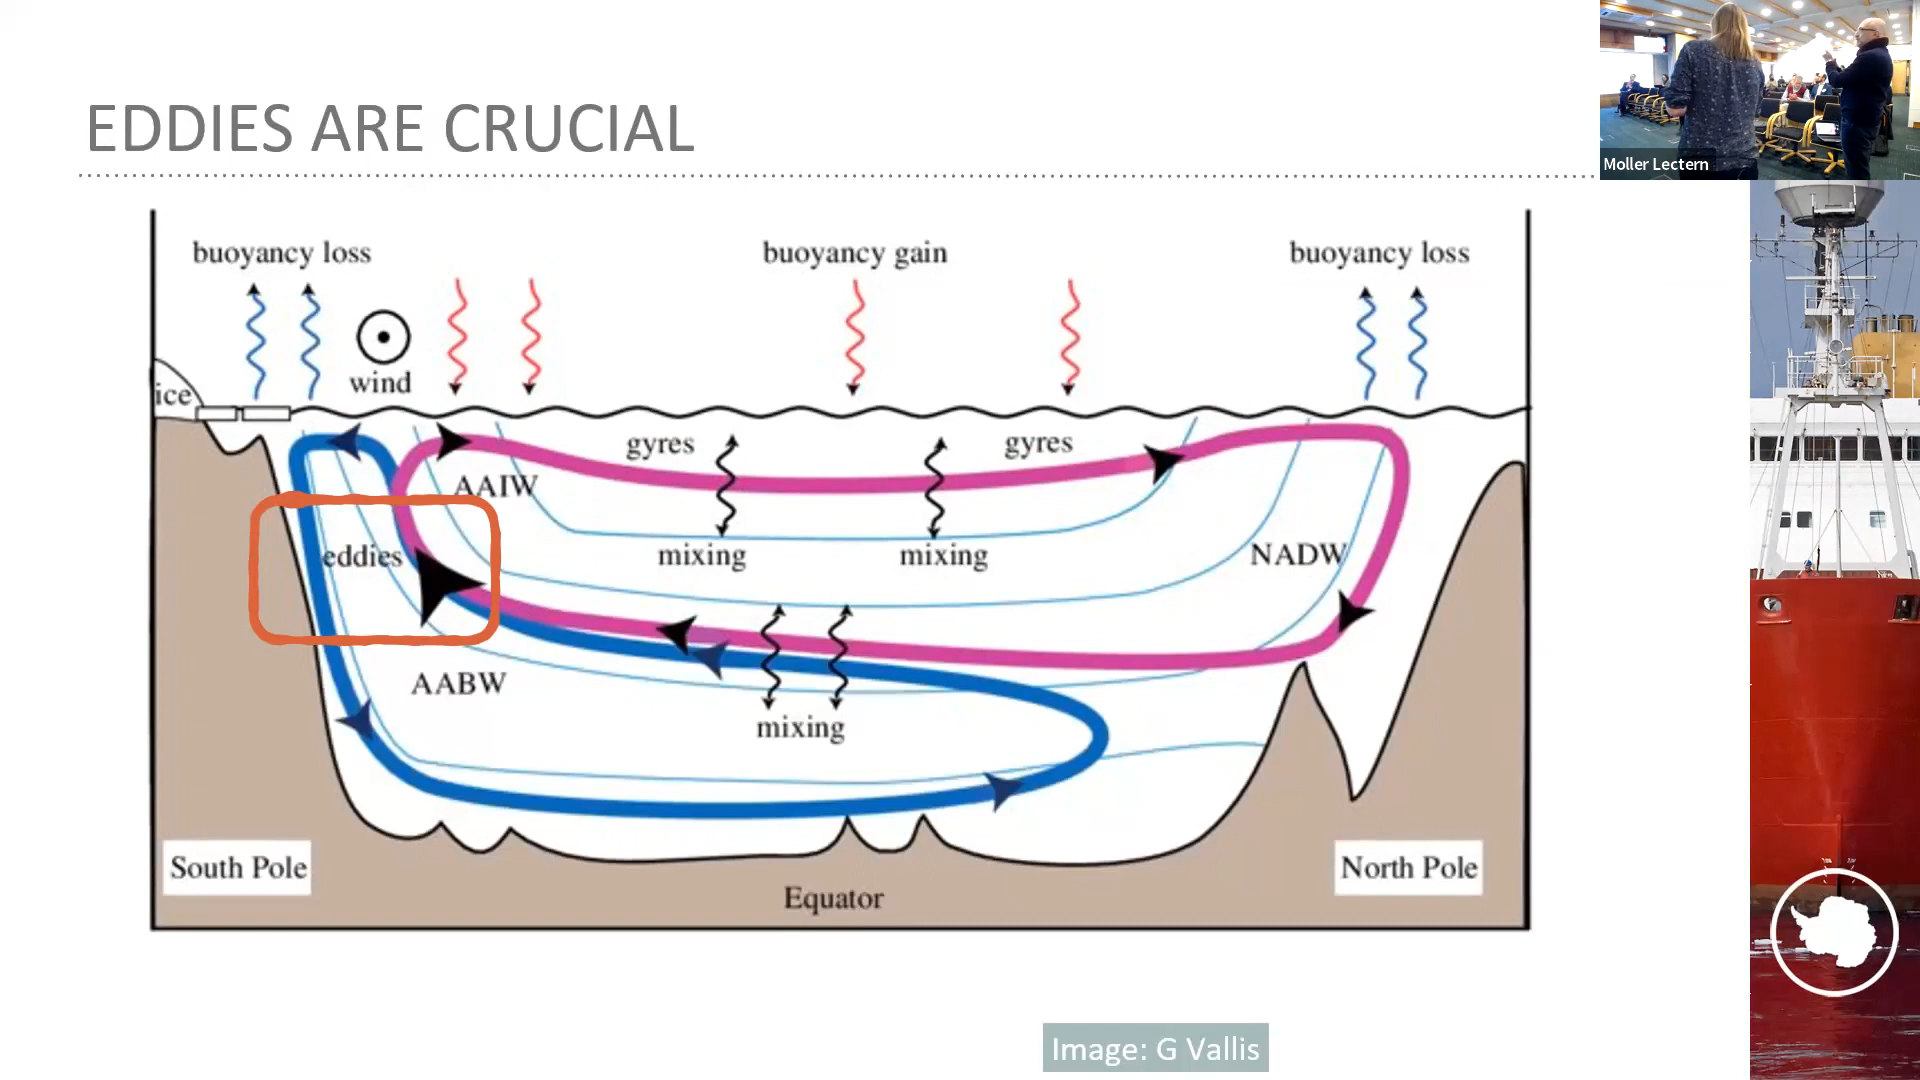 EDDIES ARE CRUCIAL
Moller Lectern
buoyancy loss
buoyancy gain
buoyancy loss
wind
ice
gyres
gyres
AAIW
eddies
mixing
mixing
NADW
AABW
mixing
South Pole
North Pole
Equator
Image: G Vallis